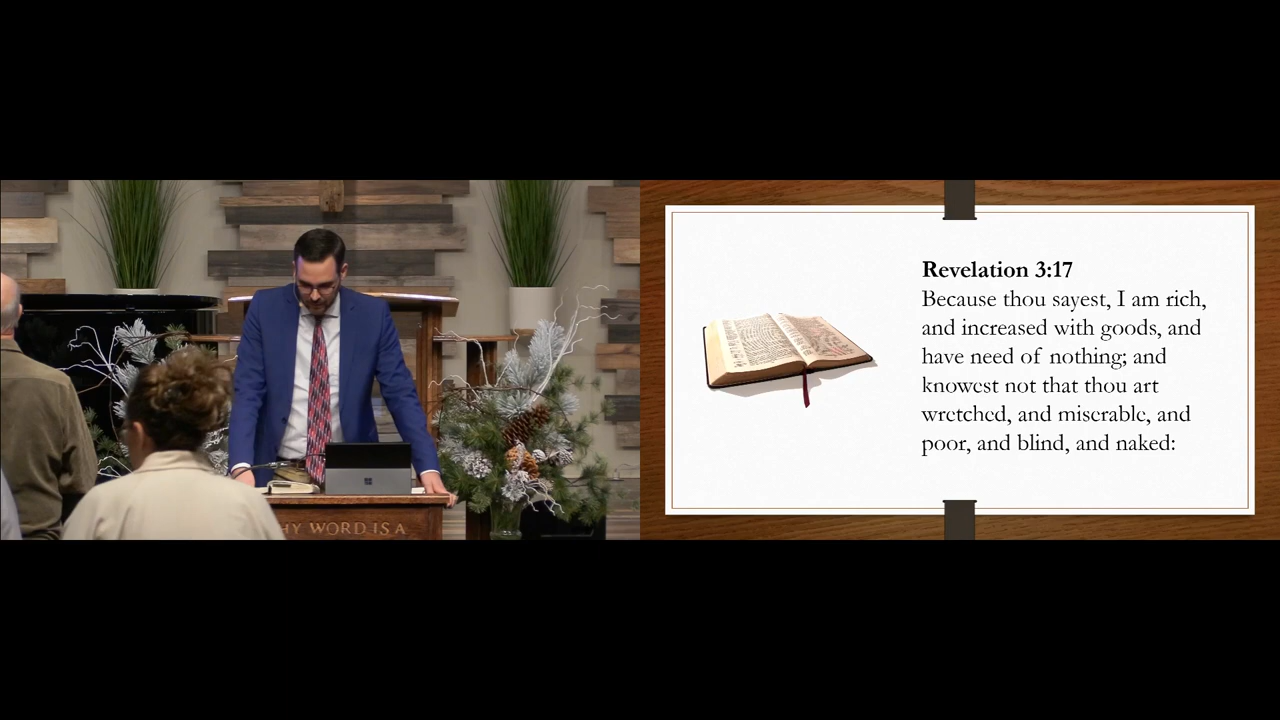 HY WORD IS A
Revelation 3:17
Because thou sayest, I am rich,
and increased with goods, and
have need of nothing; and
knowest not that thou art
wretched, and miserable, and
poor, and blind, and naked: